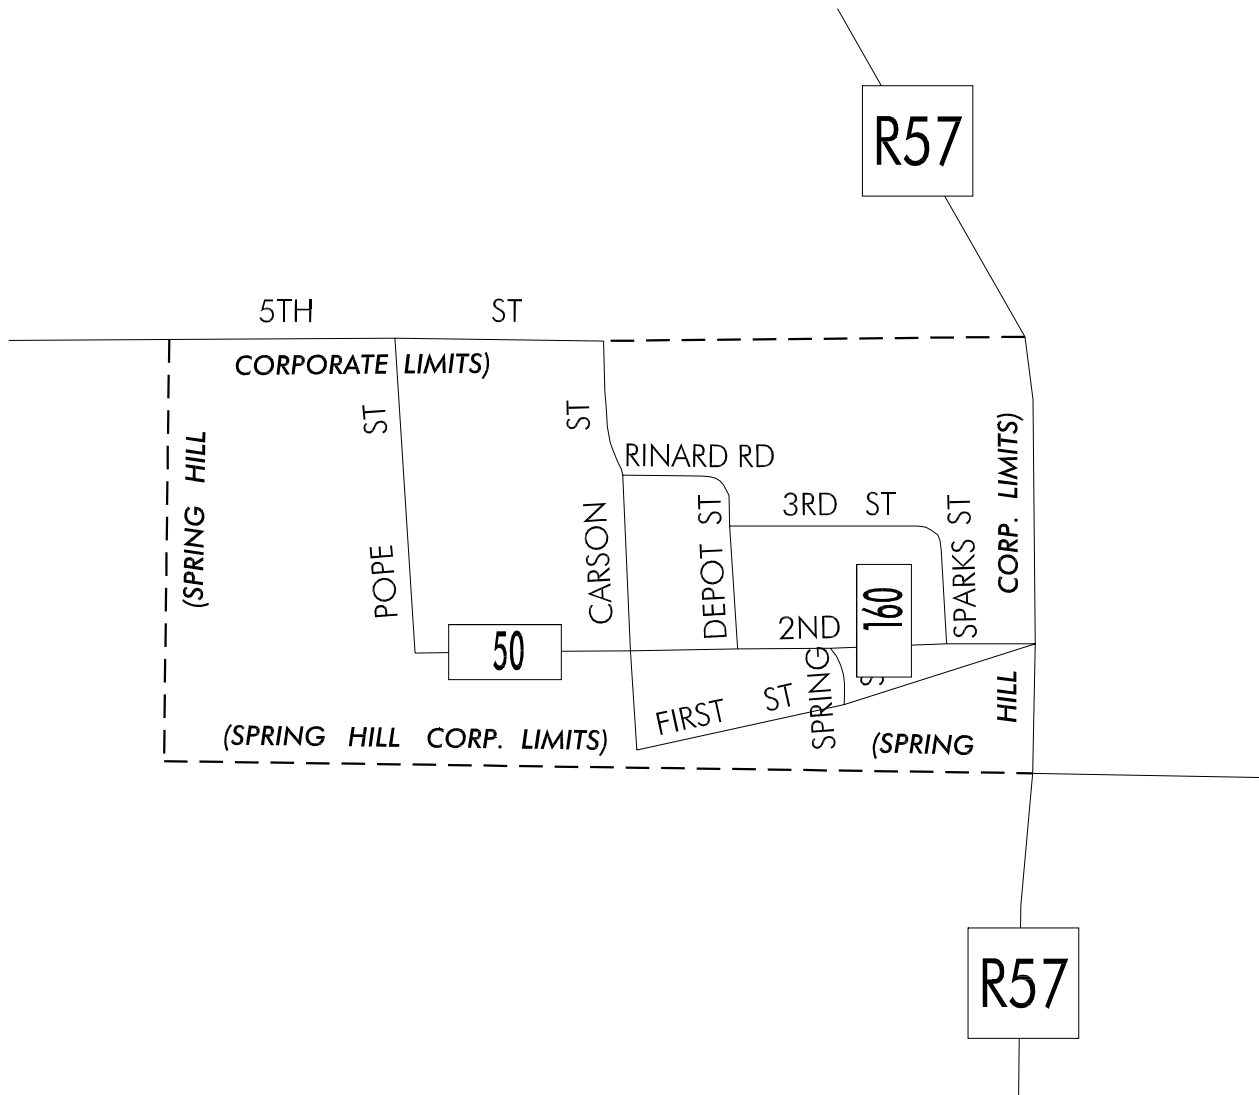 R57
5TH ST
CORPORATE LIMITS)
(SPRING HILL
POPE ST
CARSON ST
RINARD RD
DEPOT ST
3RD ST
SPARKS ST
CORP. LIMITS)
160
2ND
50
SPRING
FIRST ST
HILL
(SPRING HILL CORP. LIMITS)
(SPRING
R57